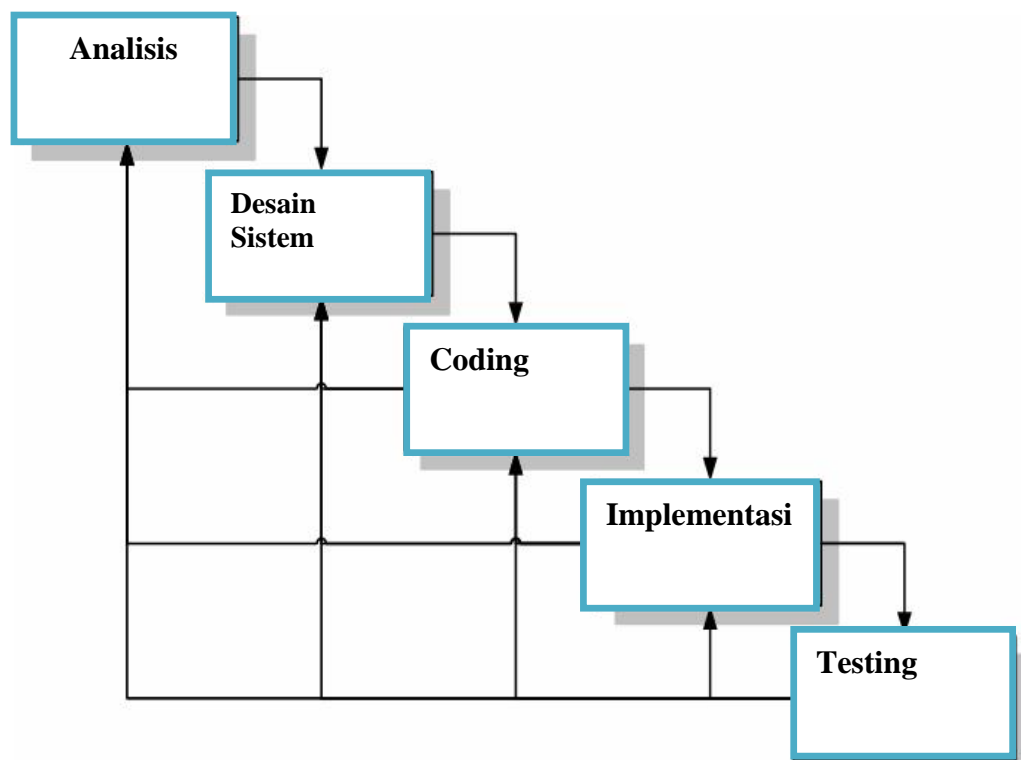 Analisis
Desain
Sistem
Coding
Implementasi
Testing